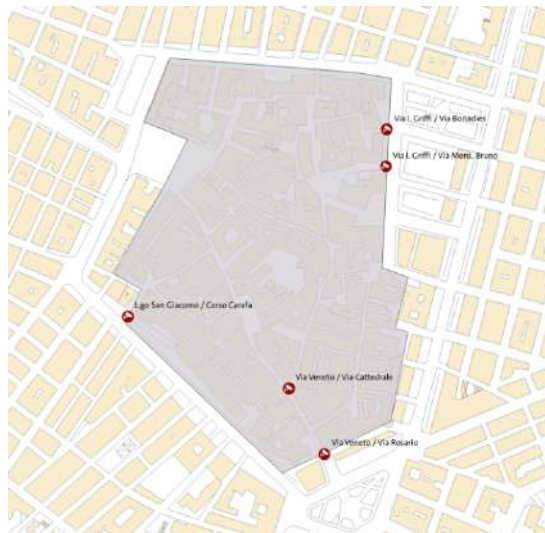 Via I. Griffi / Via Bonadies
Via I. Griffi / Via Mons. Bruno
L.go San Giacomo / Corso Carafa
Via Veneto / Via Cattedrale
Via Veneto / Via Rosario